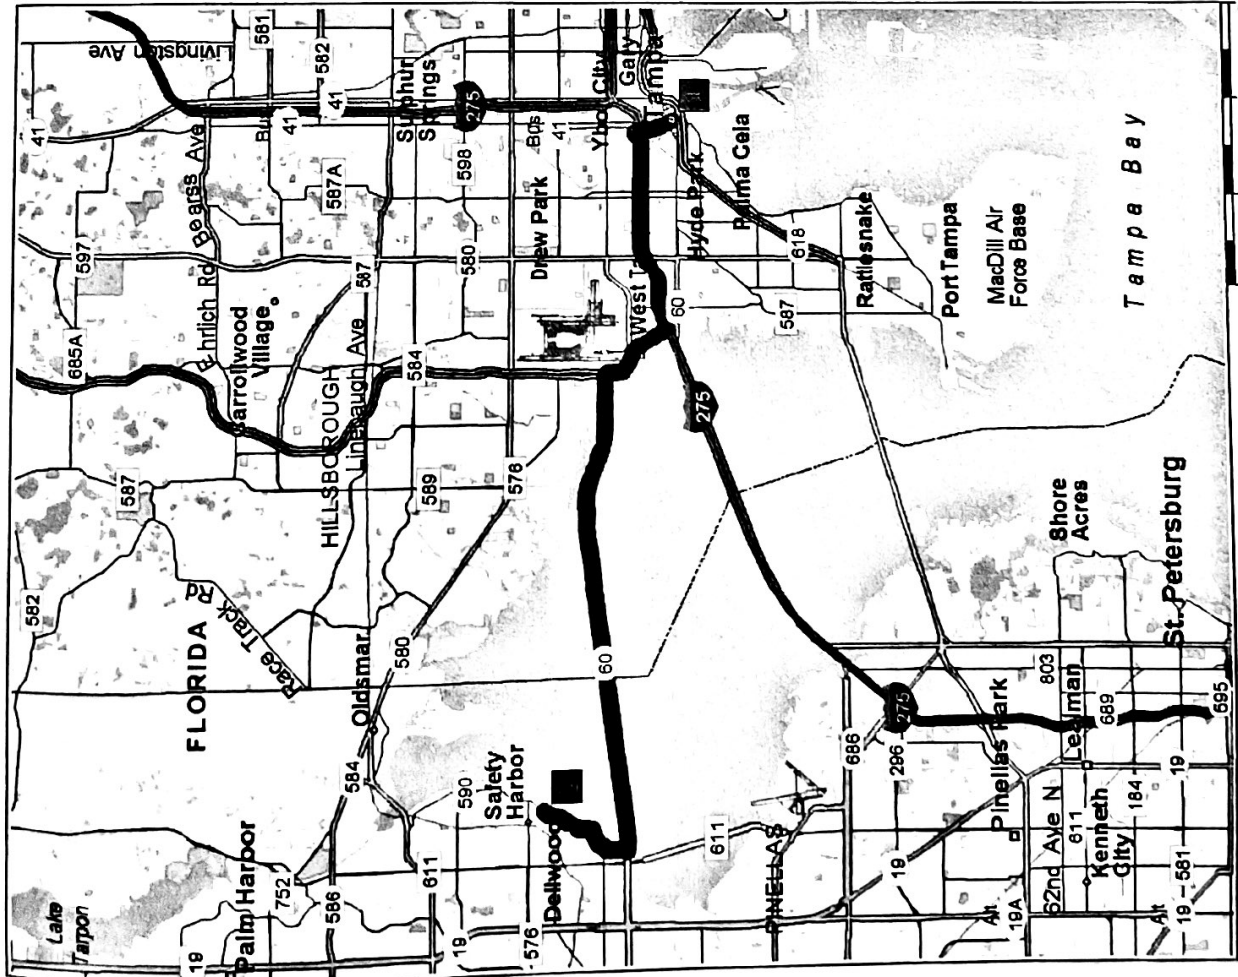 582
41
Lake
Tarpon
685A
597
Livingston Ave
587
19
FLORIDA
Race Track Rd
Ehrlich Rd
Bearss Ave
Palm Harbor
Carrollwood
Village
581
752
41
586
HILLSBOROUGH
587A
41
582
584
Oldsmar
Linebaugh Ave
587
580
584
Sulphur
Springs
611
589
19
590
580
598
275
Safety
Harbor
576
576
Drew Park
Bus
41
Dellwood
60
Ybor City
Gary
West T
Tampa
60
Hyde Park
275
611
Palma Ceia
PINELLAS
587
618
686
Rattlesnake
19
296
275
Port Tampa
Pinellas Park
MacDill Air
Force Base
Alt
19A
62nd Ave N
803
Shore
Acres
611
Lealman
Kenneth
City
689
184
Tampa Bay
Alt
19
581
19
St. Petersburg
595